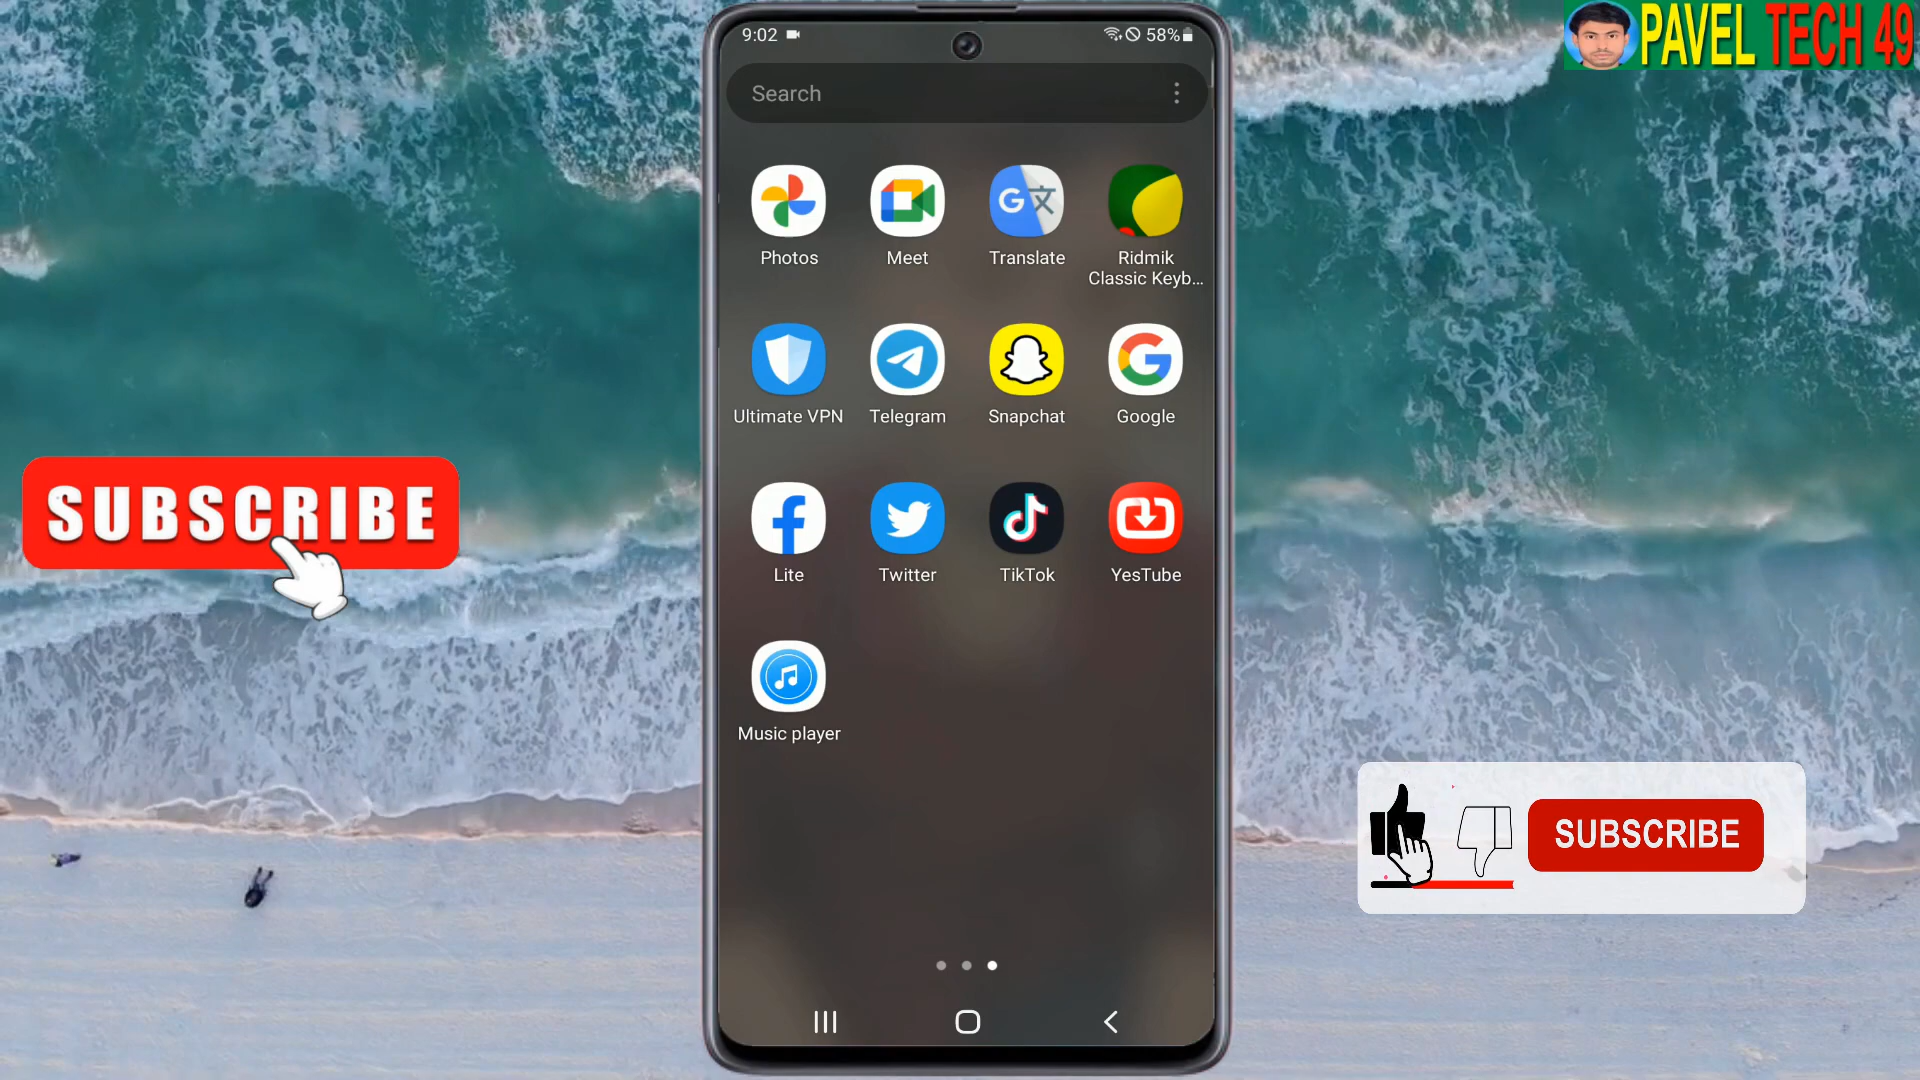 PAVEL TECH 49
9:02
58%
Search
Photos
Meet
Translate
Ridmik
Classic Keyb...
Ultimate VPN
Telegram
Snapchat
Google
Lite
Twitter
TikTok
YesTube
Music player
SUBSCRIBE
SUBSCRIBE